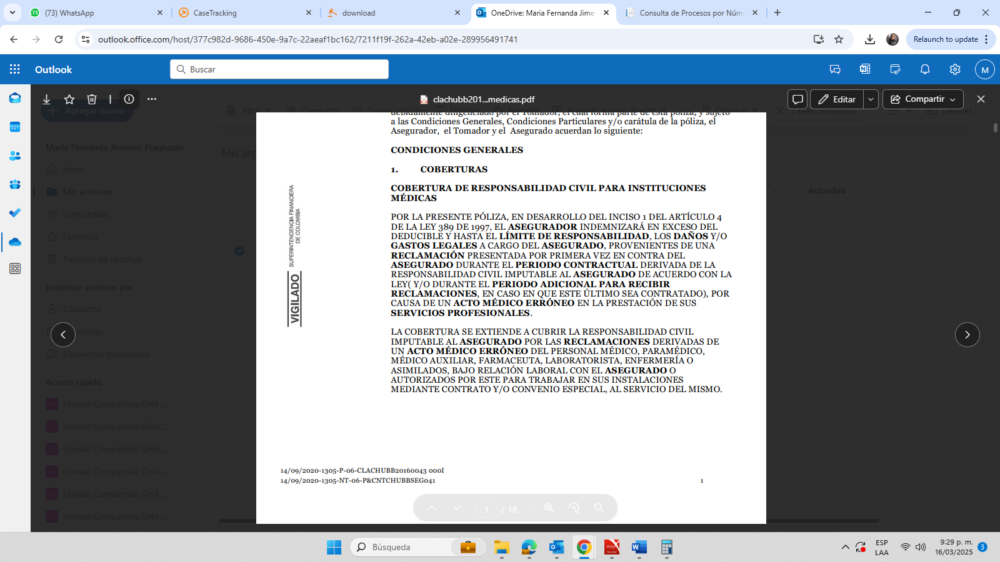 (73) WhatsApp
CaseTracking
download
OneDrive: Maria Fernanda Jimen
Consulta de Procesos por Núme
outlook.office.com/host/377c982d-9686-450e-9a7c-22aeaf1bc162/7211f19f-262a-42eb-a02e-289956491741
Relaunch to update
Outlook
Buscar
M
clachubb201...medicas.pdf
Editar
Compartir
Agregar nuevo
Maria Fernanda Jimenez Piarpusan
Inicio
Mis archivos
Compartido
Favoritos
Papelera de reciclaje
Examinar archivos por
Contactos
Elementos multimedia
Acceso rápido
Unidad Compartida GHA ...
Unidad Compartida GHA ...
Unidad Compartida GHA ...
Unidad Compartida GHA ...
Unidad Compartida GHA ...
Unidad Compartida GHA ...
Actividad
Detalles
debidamente diligenciado por el Tomador, el cual forma parte de esta póliza, y sujeto
a las Condiciones Generales, Condiciones Particulares y/o carátula de la póliza, el
Asegurador, el Tomador y el Asegurado acuerdan lo siguiente:
CONDICIONES GENERALES
1. COBERTURAS
COBERTURA DE RESPONSABILIDAD CIVIL PARA INSTITUCIONES
MÉDICAS
POR LA PRESENTE PÓLIZA, EN DESARROLLO DEL INCISO 1 DEL ARTÍCULO 4
DE LA LEY 389 DE 1997, EL ASEGURADOR INDEMNIZARÁ EN EXCESO DEL
DEDUCIBLE Y HASTA EL LÍMITE DE RESPONSABILIDAD, LOS DAÑOS Y/O
GASTOS LEGALES A CARGO DEL ASEGURADO, PROVENIENTES DE UNA
RECLAMACIÓN PRESENTADA POR PRIMERA VEZ EN CONTRA DEL
ASEGURADO DURANTE EL PERIODO CONTRACTUAL DERIVADA DE LA
RESPONSABILIDAD CIVIL IMPUTABLE AL ASEGURADO DE ACUERDO CON LA
LEY( Y/O DURANTE EL PERIODO ADICIONAL PARA RECIBIR
RECLAMACIONES, EN CASO EN QUE ESTE ÚLTIMO SEA CONTRATADO), POR
CAUSA DE UN ACTO MÉDICO ERRÓNEO EN LA PRESTACIÓN DE SUS
SERVICIOS PROFESIONALES.
LA COBERTURA SE EXTIENDE A CUBRIR LA RESPONSABILIDAD CIVIL
IMPUTABLE AL ASEGURADO POR LAS RECLAMACIONES DERIVADAS DE
UN ACTO MÉDICO ERRÓNEO DEL PERSONAL MÉDICO, PARAMÉDICO,
MÉDICO AUXILIAR, FARMACEUTA, LABORATORISTA, ENFERMERÍA O
ASIMILADOS, BAJO RELACIÓN LABORAL CON EL ASEGURADO O
AUTORIZADOS POR ESTE PARA TRABAJAR EN SUS INSTALACIONES
MEDIANTE CONTRATO Y/O CONVENIO ESPECIAL, AL SERVICIO DEL MISMO.
SUPERINTENDENCIA FINANCIERA
DE COLOMBIA
VIGILADO
14/09/2020-1305-P-06-CLACHUBB20160043 000I
14/09/2020-1305-NT-06-P&CNTCHUBBSEG041
1
1 / 18
Búsqueda
ESP
LAA
9:29 p. m.
16/03/2025
3